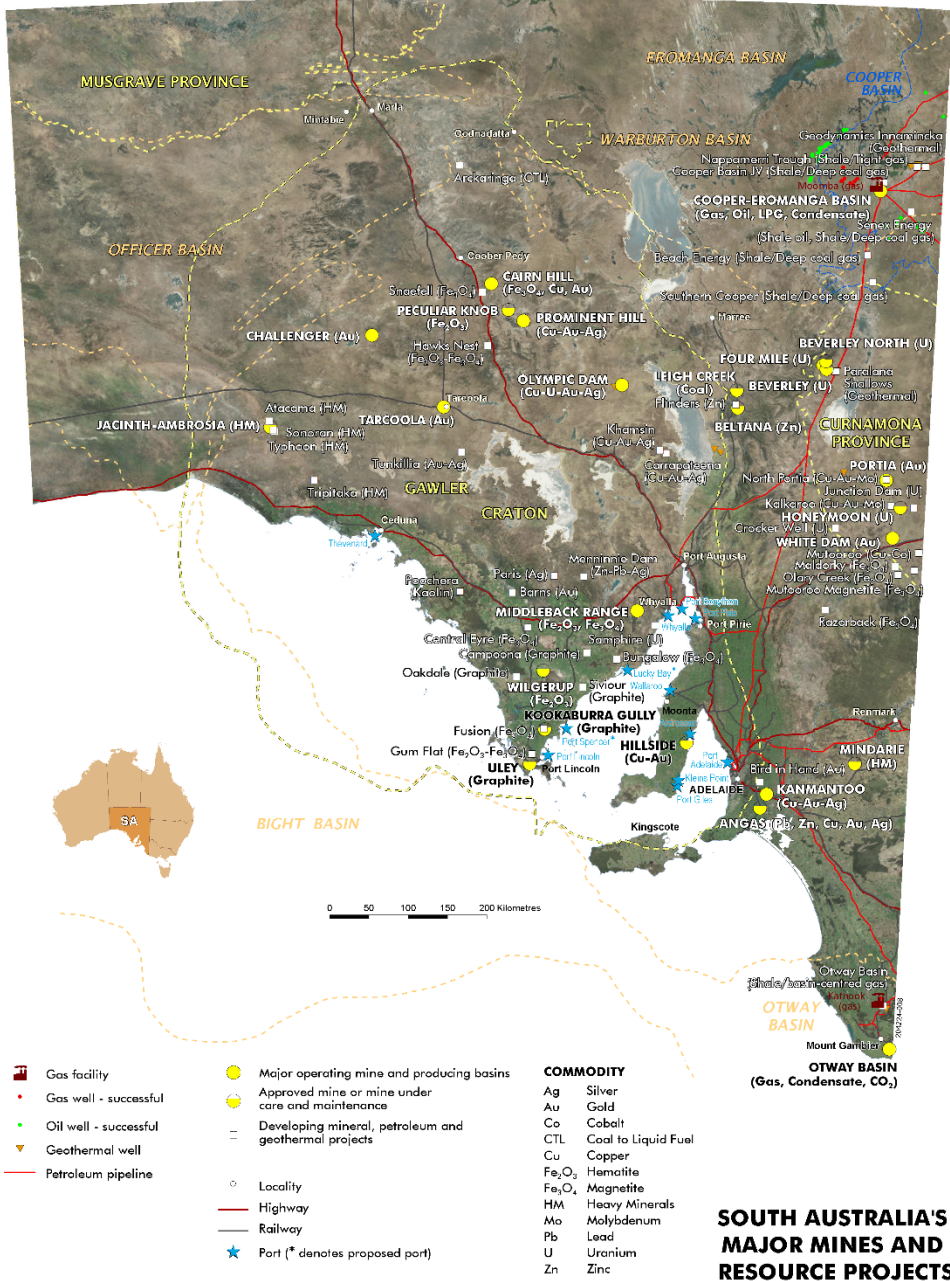 MUSGRAVE PROVINCE
EROMANGA BASIN
COOPER
BASIN
Marla
Mintabie
Oodnadatta
WARBURTON BASIN
Geodynamics Innamincka
(Geothermal)
Nappamerri Trough (Shale/Tight gas)
Cooper Basin JV (Shale/Deep coal gas)
Moomba (gas)
Arckaringa (CTL)
COOPER-EROMANGA BASIN
(Gas, Oil, LPG, Condensate)
Senex Energy
(Shale oil, Shale/Deep coal gas)
OFFICER BASIN
Coober Pedy
Beach Energy (Shale/Deep coal gas)
CAIRN HILL
(Fe3O4, Cu, Au)
Snaefell (Fe3O4)
Southern Cooper (Shale/Deep coal gas)
PECULIAR KNOB
(Fe2O3)
PROMINENT HILL
(Cu-Au-Ag)
Marree
CHALLENGER (Au)
Hawks Nest
(Fe2O3-Fe3O4)
BEVERLEY NORTH (U)
FOUR MILE (U)
BEVERLEY (U)
Paralana
Shallows
(Geothermal)
OLYMPIC DAM
(Cu-U-Au-Ag)
LEIGH CREEK
(Coal)
Flinders (Zn)
BELTANA (Zn)
Tarcoola
TARCOOLA (Au)
Atacama (HM)
JACINTH-AMBROSIA (HM)
Sonoran (HM)
Typhoon (HM)
Khamsin
(Cu-Au-Ag)
Carrapateena
(Cu-Au-Ag)
CURNAMONA
PROVINCE
Tunkillia (Au-Ag)
Tripitaka (HM)
GAWLER
CRATON
PORTIA (Au)
North Portia (Cu-Au-Mo)
Junction Dam (U)
Kalkaroo (Cu-Au-Mo)
HONEYMOON (U)
Crocker Well (U)
WHITE DAM (Au)
Mutooroo (Cu-Co)
Maldorky (Fe3O4)
Olary Creek (Fe3O4)
Mutooroo Magnetite (Fe3O4)
Razorback (Fe3O4)
Ceduna
Thevenard
Menninnie Dam
(Zn-Pb-Ag)
Port Augusta
Paris (Ag)
Poochera
(Kaolin)
Barns (Au)
Whyalla
Port Bonython
Port Pirie
Whyalla
Port Pirie
MIDDLEBACK RANGE
(Fe2O3, Fe3O4)
Central Eyre (Fe3O4)
Samphire (U)
Campoona (Graphite)
Bungalow (Fe3O4)
Oakdale (Graphite)
Lucky Bay*
WILGERUP
(Fe2O3)
Siviour
(Graphite)
Wallaroo
Moonta
Ardrossan
KOOKABURRA GULLY
(Graphite)
Fusion (Fe3O4)
Port Spencer*
Renmark
HILLSIDE
(Cu-Au)
MINDARIE
(HM)
Gum Flat (Fe2O3-Fe3O4)
Port Lincoln
ULEY
(Graphite)
Port Lincoln
Port
Adelaide
Bird in Hand (Au)
Kleins Point
ADELAIDE
Port Giles
KANMANTOO
(Cu-Au-Ag)
ANGAS (Pb, Zn, Cu, Au, Ag)
Kingscote
SA
BIGHT BASIN
0 50 100 150 200 Kilometres
Otway Basin
(Shale/basin-centred gas)
Katnook
(gas)
OTWAY
BASIN
204224-008
Mount Gambier
OTWAY BASIN
(Gas, Condensate, CO2)
Gas facility
Gas well - successful
Oil well - successful
Geothermal well
Petroleum pipeline
Major operating mine and producing basins
Approved mine or mine under
care and maintenance
Developing mineral, petroleum and
geothermal projects
Locality
Highway
Railway
Port (* denotes proposed port)
COMMODITY
Ag Silver
Au Gold
Co Cobalt
CTL Coal to Liquid Fuel
Cu Copper
Fe2O3 Hematite
Fe3O4 Magnetite
HM Heavy Minerals
Mo Molybdenum
Pb Lead
U Uranium
Zn Zinc
SOUTH AUSTRALIA'S
MAJOR MINES AND
RESOURCE PROJECTS